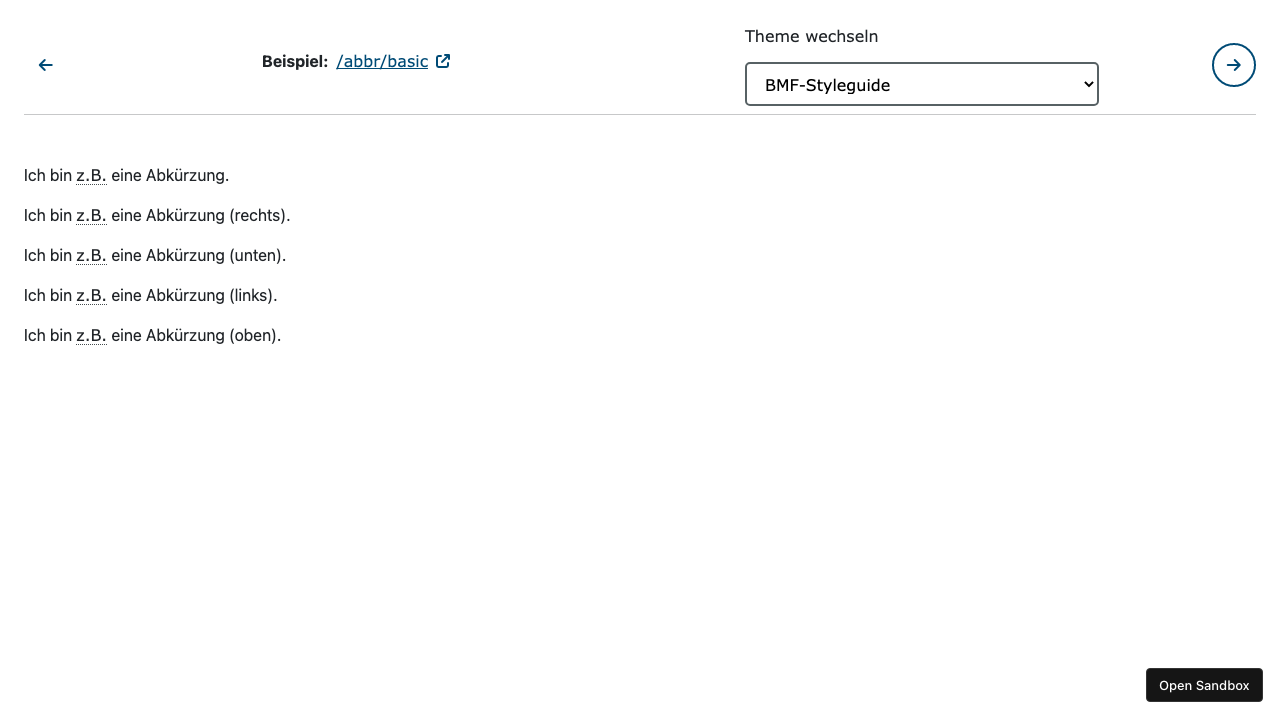 Beispiel: /abbr/basic
Theme wechseln
BMF-Styleguide
Ich bin z.B. eine Abkürzung.
Ich bin z.B. eine Abkürzung (rechts).
Ich bin z.B. eine Abkürzung (unten).
Ich bin z.B. eine Abkürzung (links).
Ich bin z.B. eine Abkürzung (oben).
Open Sandbox